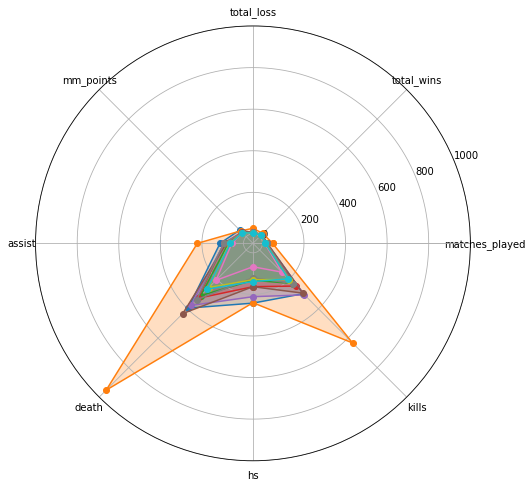 total_loss
mm_points
total_wins
1000
800
600
400
200
assist
matches_played
death
kills
hs